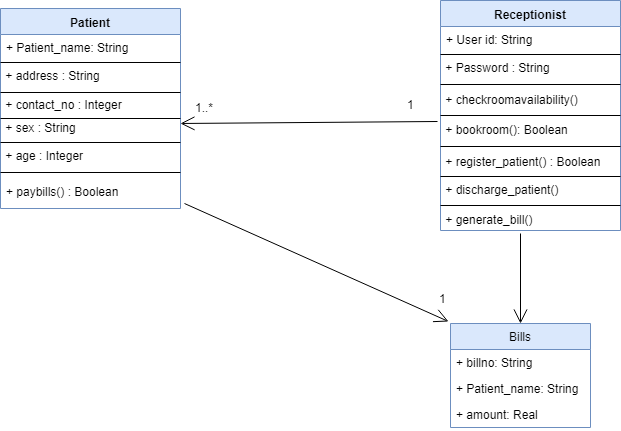 Patient
+ Patient_name: String
+ address : String
+ contact_no : Integer
+ sex : String
+ age : Integer
+ paybills() : Boolean
1..*
1
Receptionist
+ User id: String
+ Password : String
+ checkroomavailability()
+ bookroom(): Boolean
+ register_patient() : Boolean
+ discharge_patient()
+ generate_bill()
1
Bills
+ billno: String
+ Patient_name: String
+ amount: Real